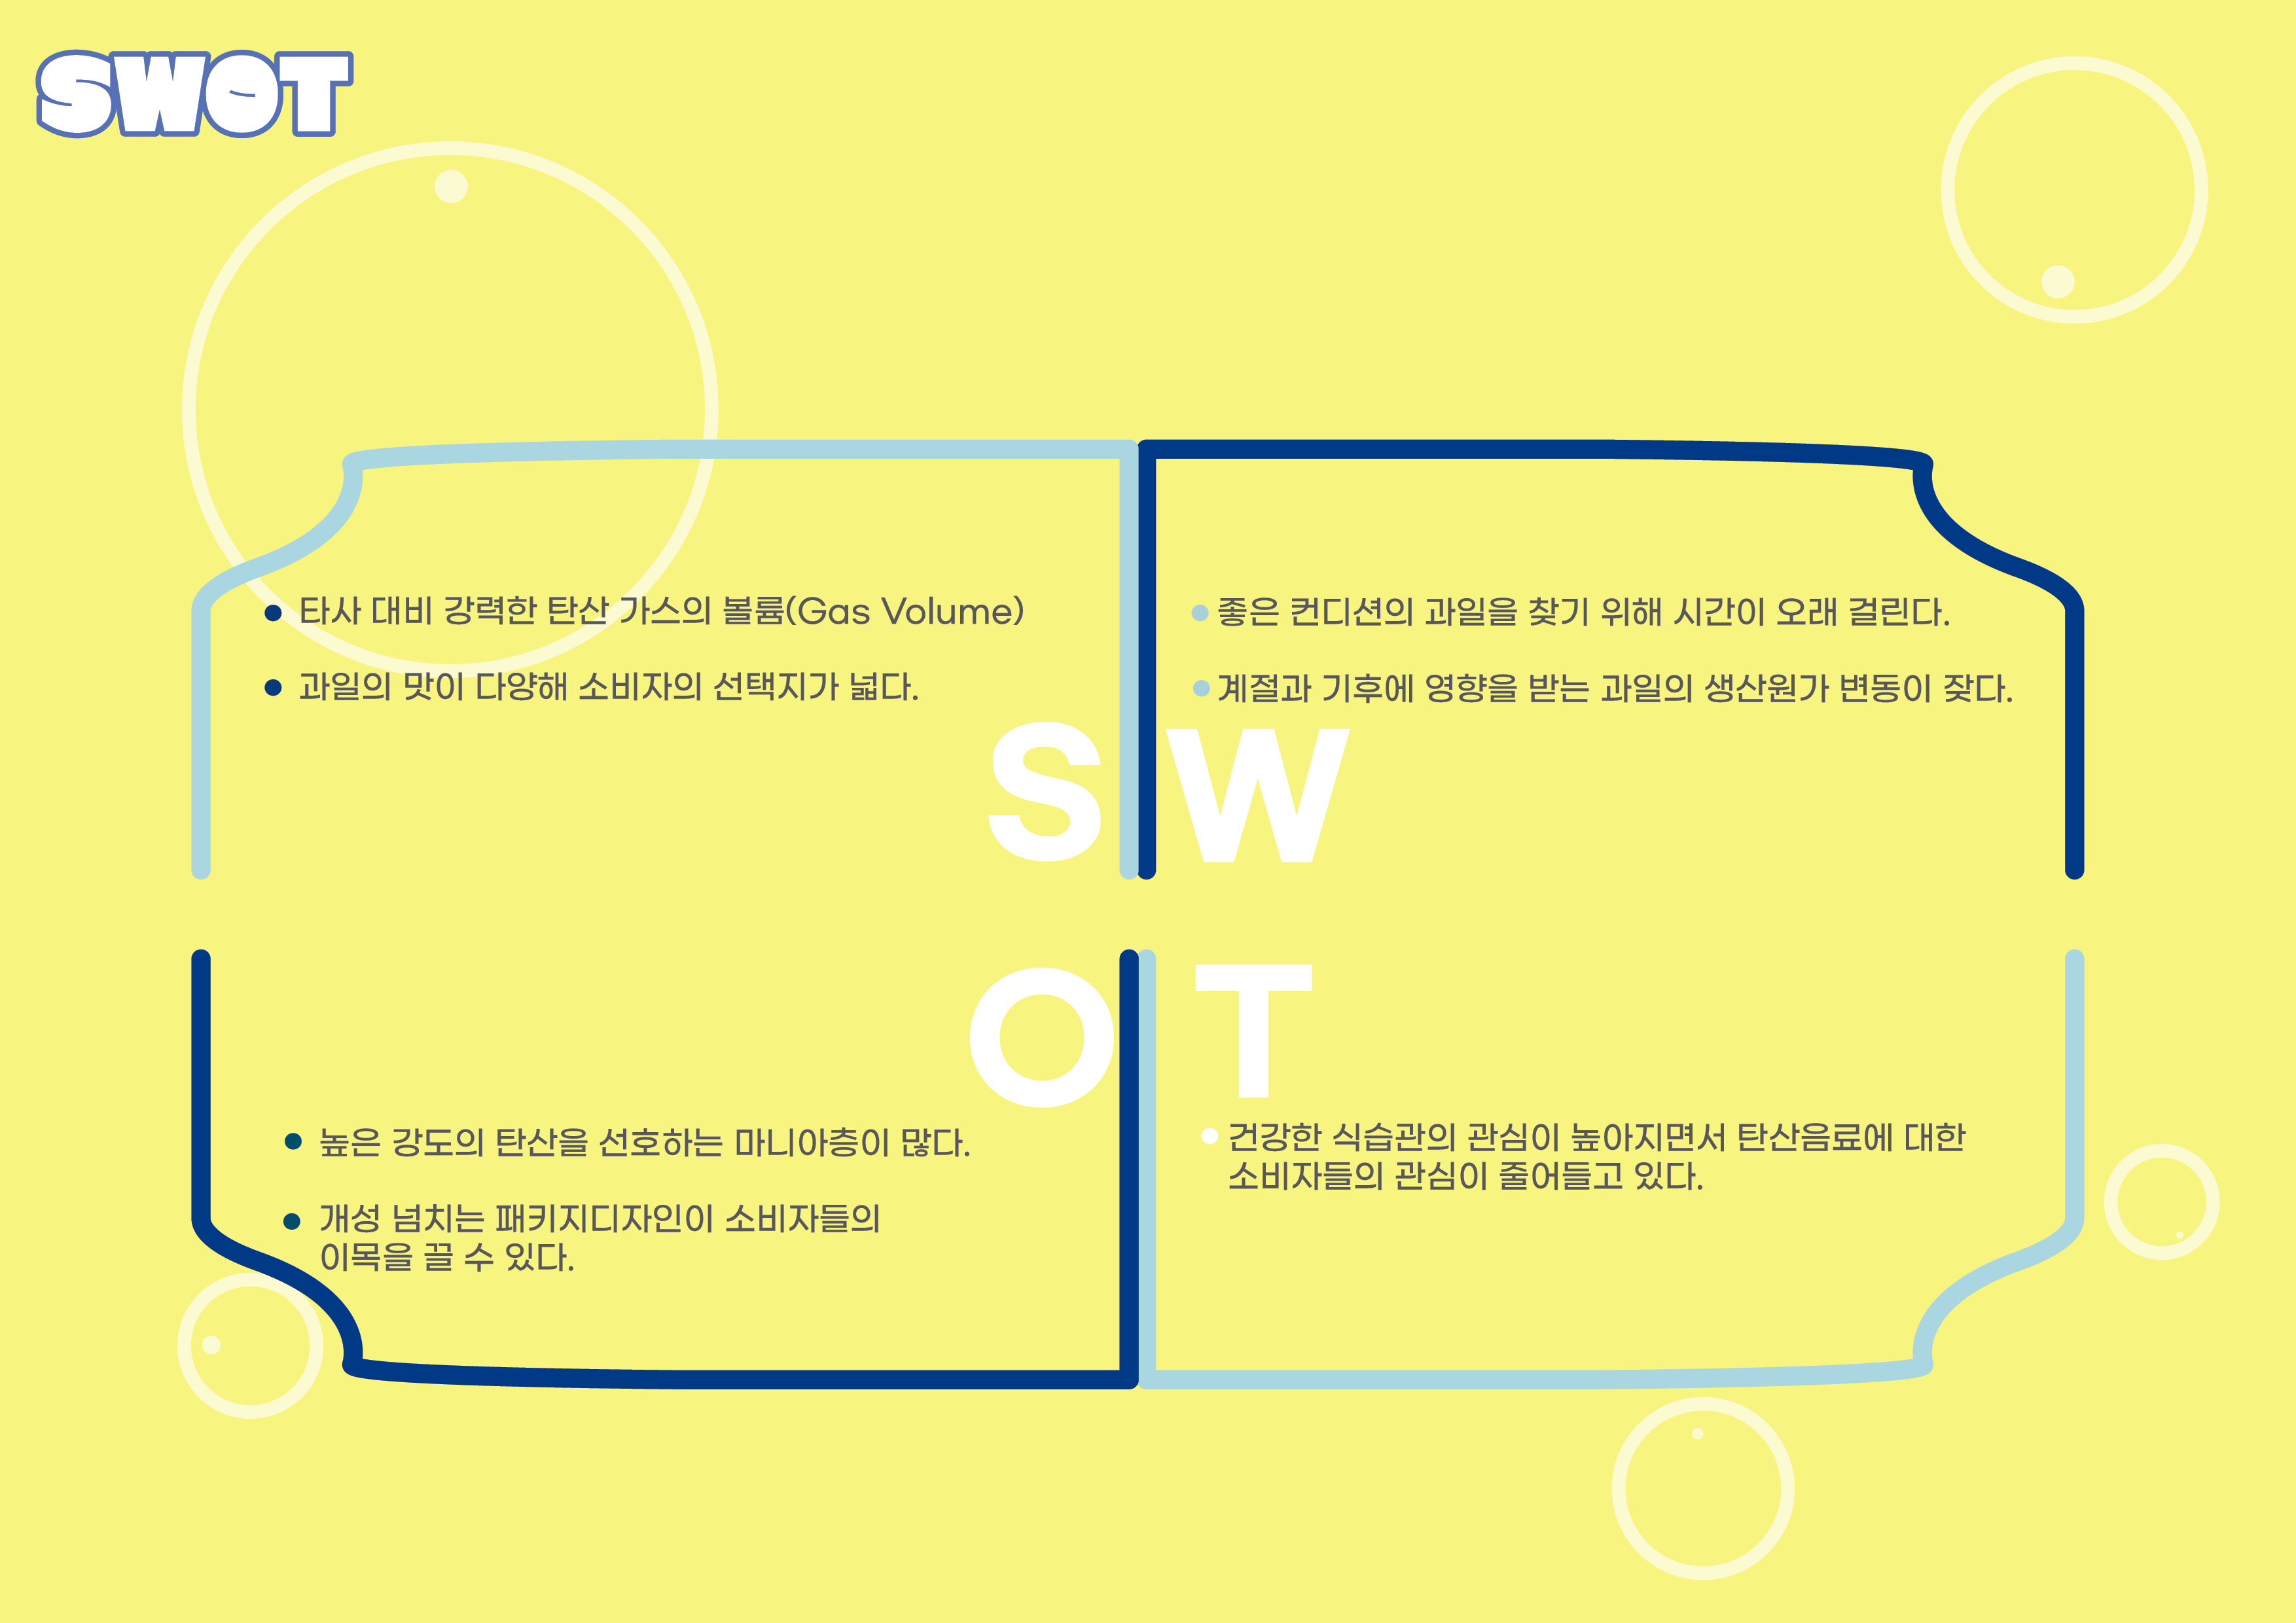 SWOT
타사 대비 강력한 탄산 가스의 볼륨(Gas Volume)
과일의 맛이 다양해 소비자의 선택지가 넓다.
S
좋은 컨디션의 과일을 찾기 위해 시간이 오래 걸린다.
계절과 기후에 영향을 받는 과일의 생산원가 변동이 잦다.
W
O
높은 강도의 탄산을 선호하는 마니아층이 많다.
개성 넘치는 패키지디자인이 소비자들의
이목을 끌 수 있다.
T
건강한 식습관의 관심이 높아지면서 탄산음료에 대한
소비자들의 관심이 줄어들고 있다.